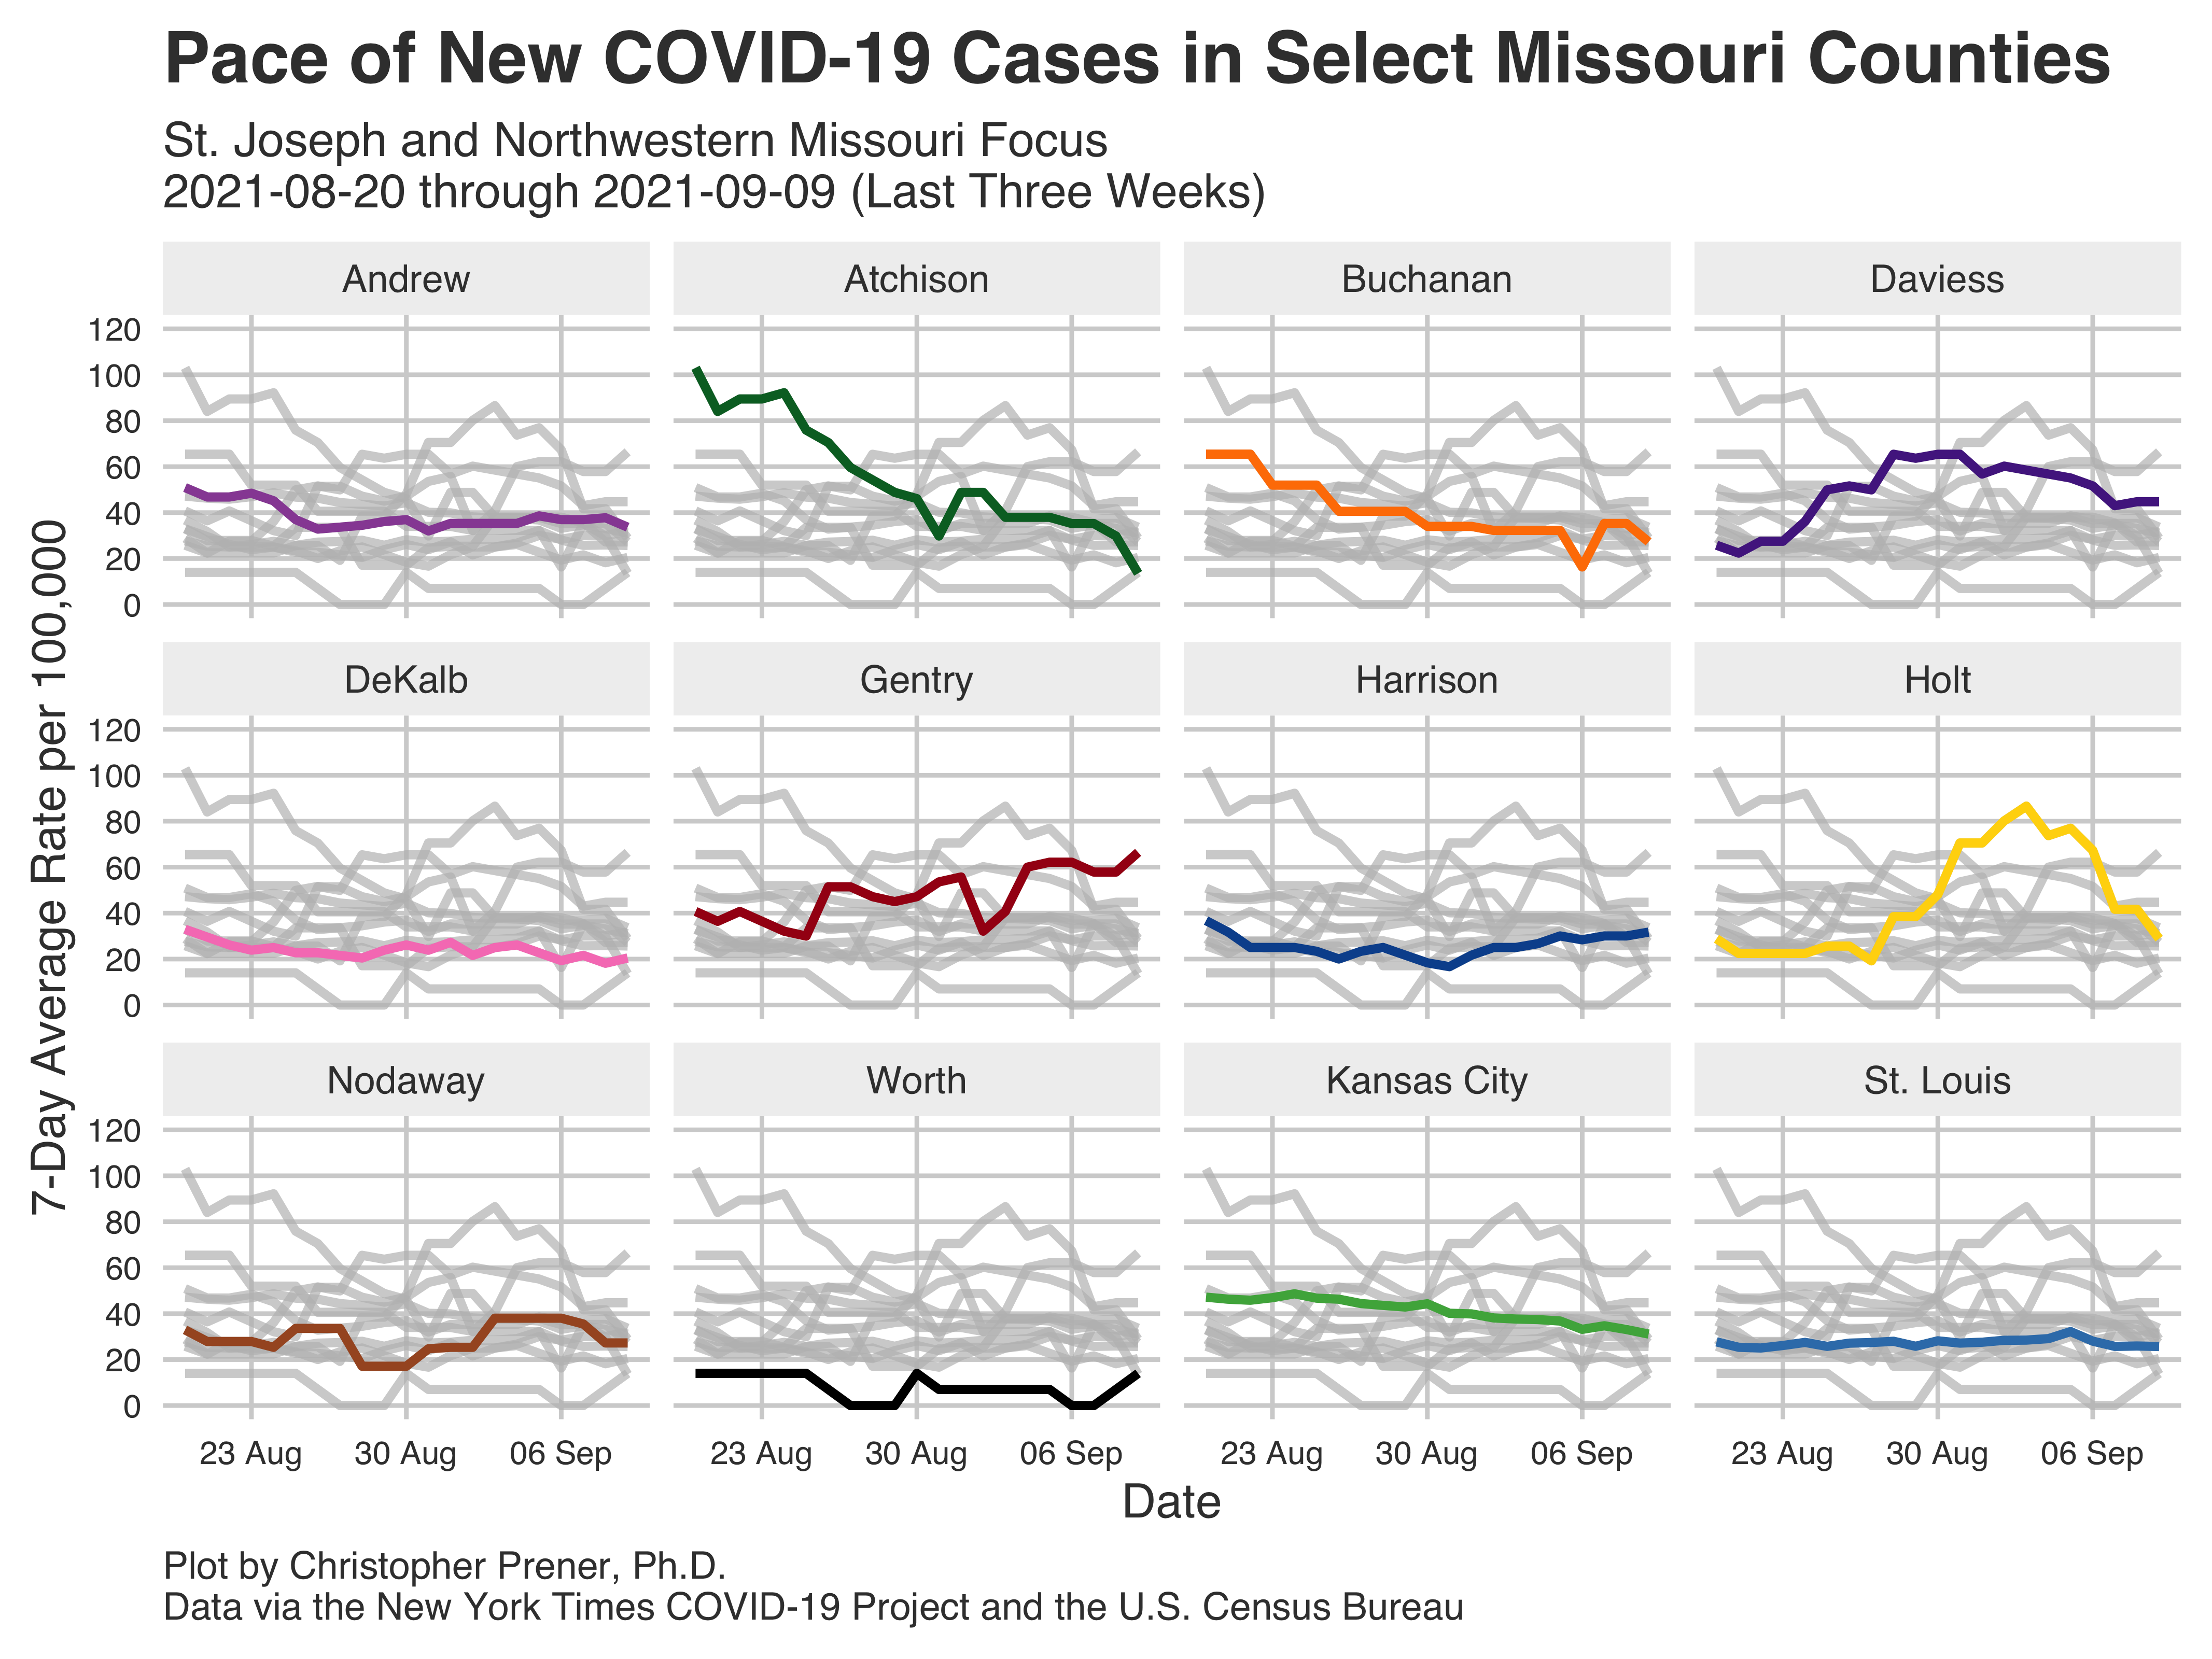 Pace of New COVID-19 Cases in Select Missouri Counties
St. Joseph and Northwestern Missouri Focus
2021-08-20 through 2021-09-09 (Last Three Weeks)
7-Day Average Rate per 100,000
Andrew
Atchison
Buchanan
Daviess
120
100
80
60
40
20
0
DeKalb
Gentry
Harrison
Holt
120
100
80
60
40
20
0
Nodaway
Worth
Kansas City
St. Louis
120
100
80
60
40
20
0
23 Aug 30 Aug 06 Sep
23 Aug 30 Aug 06 Sep
23 Aug 30 Aug 06 Sep
23 Aug 30 Aug 06 Sep
Date
Plot by Christopher Prener, Ph.D.
Data via the New York Times COVID-19 Project and the U.S. Census Bureau